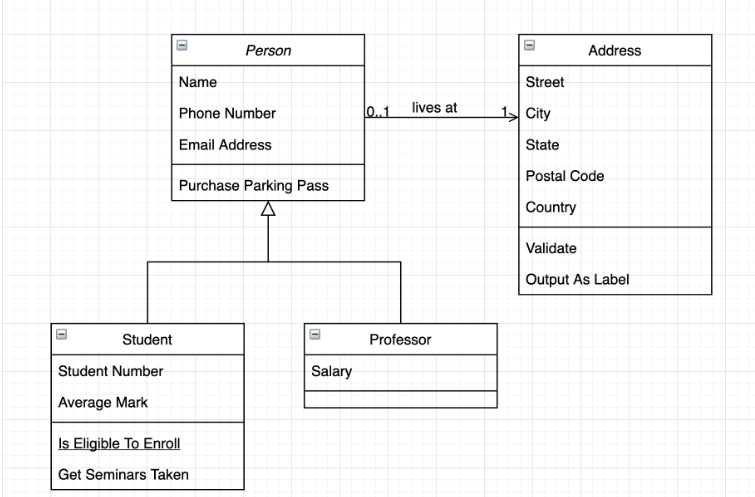 Person
Name
Phone Number
Email Address
Purchase Parking Pass
0..1
lives at
1
Address
Street
City
State
Postal Code
Country
Validate
Output As Label
Student
Student Number
Average Mark
Is Eligible To Enroll
Get Seminars Taken
Professor
Salary